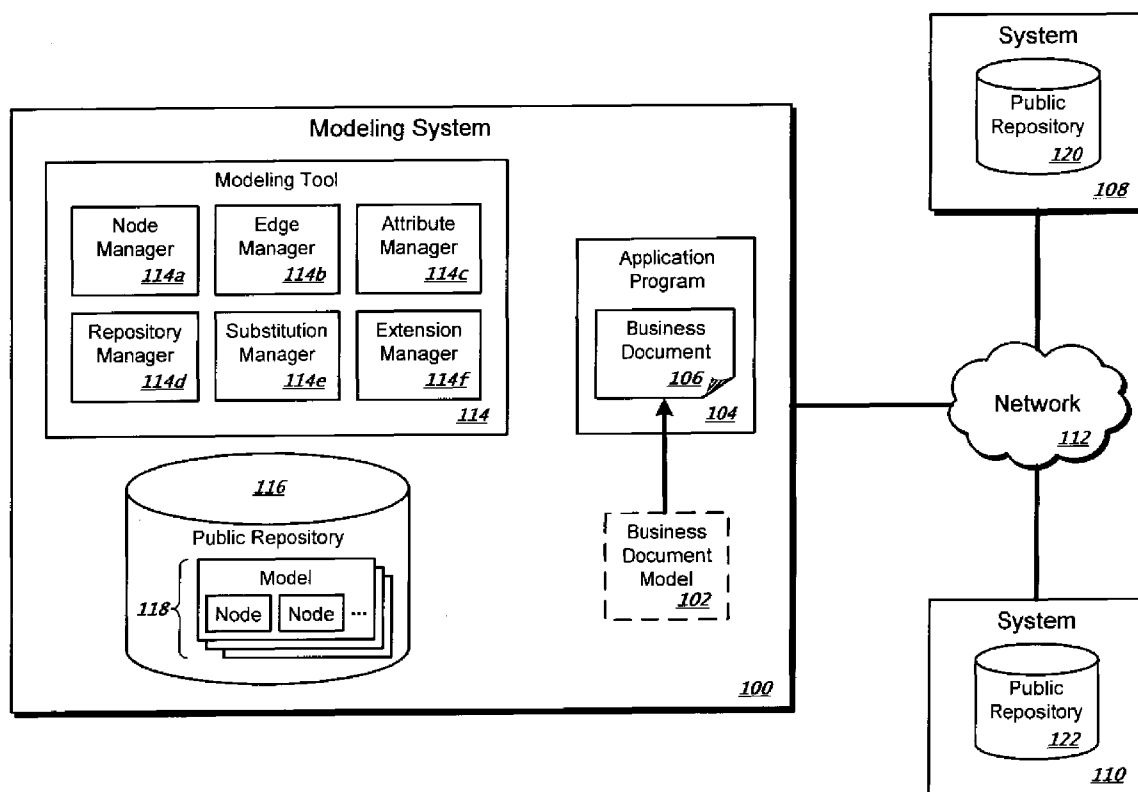 Modeling System
Modeling Tool
Node
Manager
114a
Edge
Manager
114b
Attribute
Manager
114c
Repository
Manager
114d
Substitution
Manager
114e
Extension
Manager
114f
114
116
Public Repository
118
Model
Node
Node
...
Application
Program
Business
Document
106
104
Business
Document
Model
102
100
System
Public
Repository
120
108
Network
112
System
Public
Repository
122
110